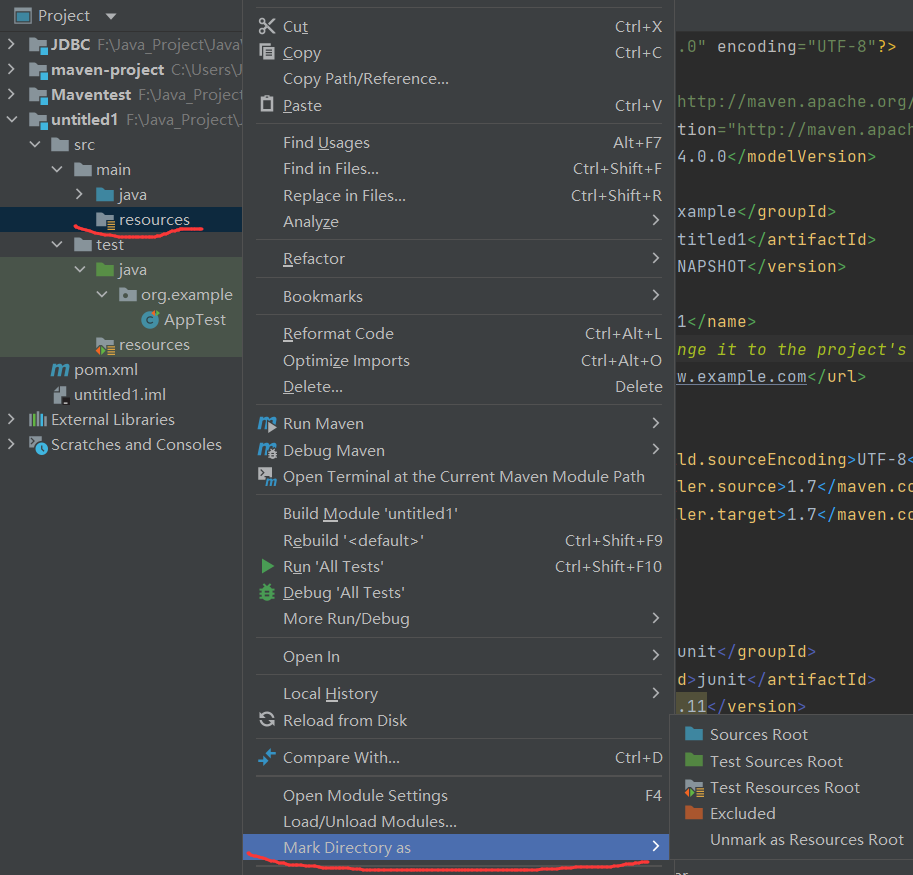 Project
JDBC F:\Java_Project\Java
maven-project C:\Users\J
Maventest F:\Java_Project
untitled1 F:\Java_Project\
src
main
java
resources
test
java
org.example
AppTest
resources
pom.xml
untitled1.iml
External Libraries
Scratches and Consoles
Cut Ctrl+X
Copy Ctrl+C
Copy Path/Reference...
Paste Ctrl+V
Find Usages Alt+F7
Find in Files... Ctrl+Shift+F
Replace in Files... Ctrl+Shift+R
Analyze
Refactor
Bookmarks
Reformat Code Ctrl+Alt+L
Optimize Imports Ctrl+Alt+O
Delete... Delete
Run Maven
Debug Maven
Open Terminal at the Current Maven Module Path
Build Module 'untitled1'
Rebuild '<default>' Ctrl+Shift+F9
Run 'All Tests' Ctrl+Shift+F10
Debug 'All Tests'
More Run/Debug
Open In
Local History
Reload from Disk
Compare With... Ctrl+D
Open Module Settings F4
Load/Unload Modules...
Mark Directory as
Sources Root
Test Sources Root
Test Resources Root
Excluded
Unmark as Resources Root
.0" encoding="UTF-8"?>
http://maven.apache.org/
tion="http://maven.apach
4.0.0</modelVersion>
xample</groupId>
titled1</artifactId>
NAPSHOT</version>
1</name>
nge it to the project's
w.example.com</url>
ld.sourceEncoding>UTF-8<
ler.source>1.7</maven.co
ler.target>1.7</maven.co
unit</groupId>
d>junit</artifactId>
.11</version>